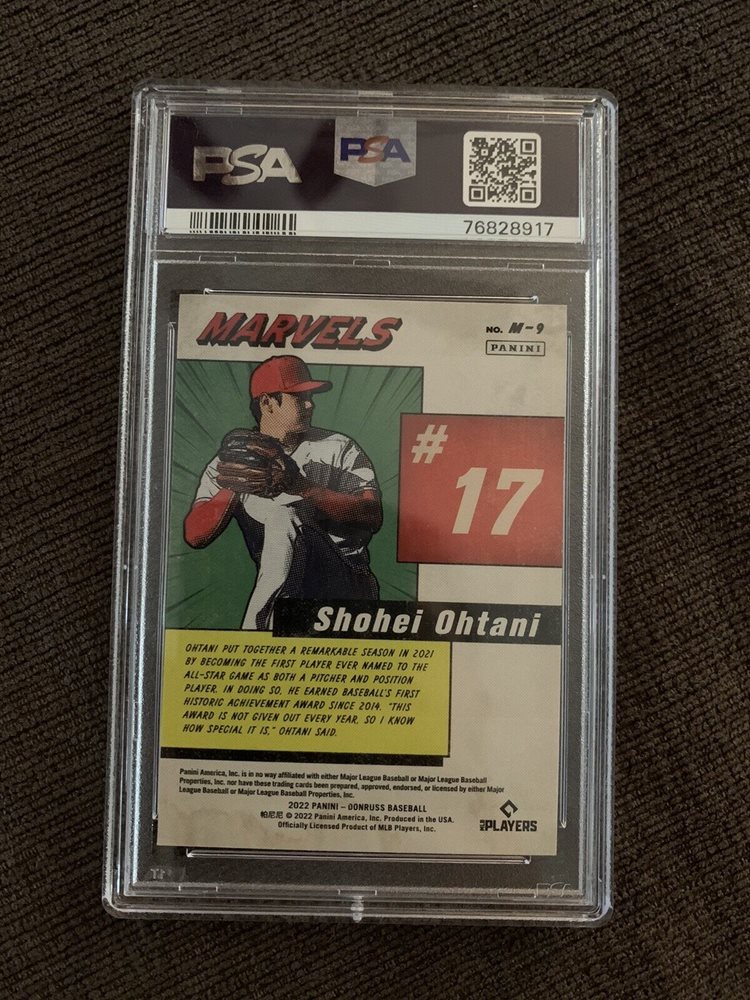 PSA PSA
76828917
MARVELS
NO. M-9
PANINI
#
17
Shohei Ohtani
OHTANI PUT TOGETHER A REMARKABLE SEASON IN 2021
BY BECOMING THE FIRST PLAYER EVER NAMED TO THE
ALL-STAR GAME AS BOTH A PITCHER AND POSITION
PLAYER. IN DOING SO, HE EARNED BASEBALL'S FIRST
HISTORIC ACHIEVEMENT AWARD SINCE 2014. "THIS
AWARD IS NOT GIVEN OUT EVERY YEAR, SO I KNOW
HOW SPECIAL IT IS," OHTANI SAID.
Panini America, Inc. is in no way affiliated with either Major League Baseball or Major League Baseball
Properties, Inc. nor have these trading cards been prepared, approved, endorsed, or licensed by either Major
League Baseball or Major League Baseball Properties, Inc.
2022 PANINI – DONRUSS BASEBALL
帕尼尼 © 2022 Panini America, Inc. Produced in the USA.
Officially Licensed Product of MLB Players, Inc.
MLB PLAYERS
PSA